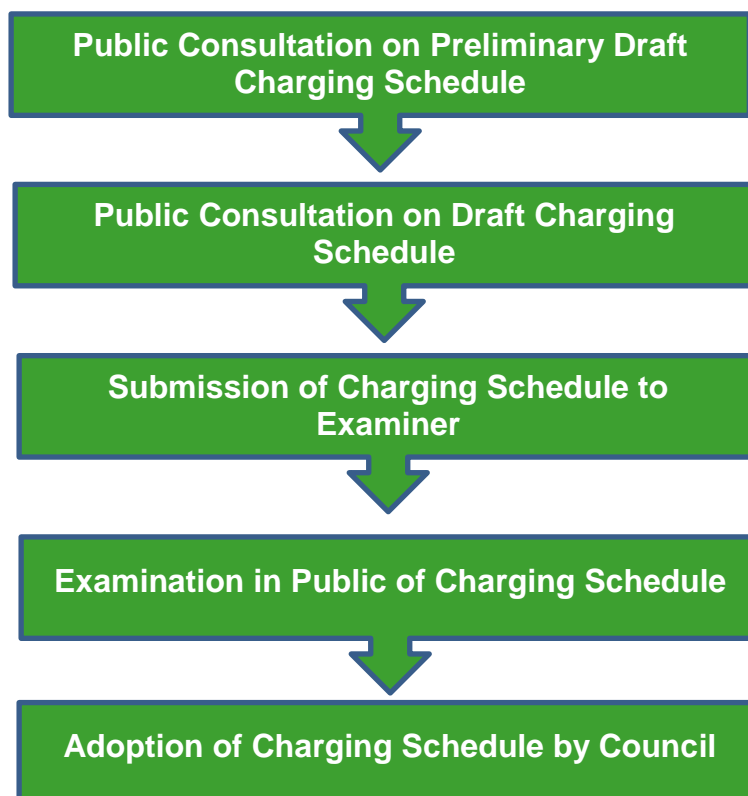 Public Consultation on Preliminary Draft
Charging Schedule
Public Consultation on Draft Charging
Schedule
Submission of Charging Schedule to
Examiner
Examination in Public of Charging Schedule
Adoption of Charging Schedule by Council